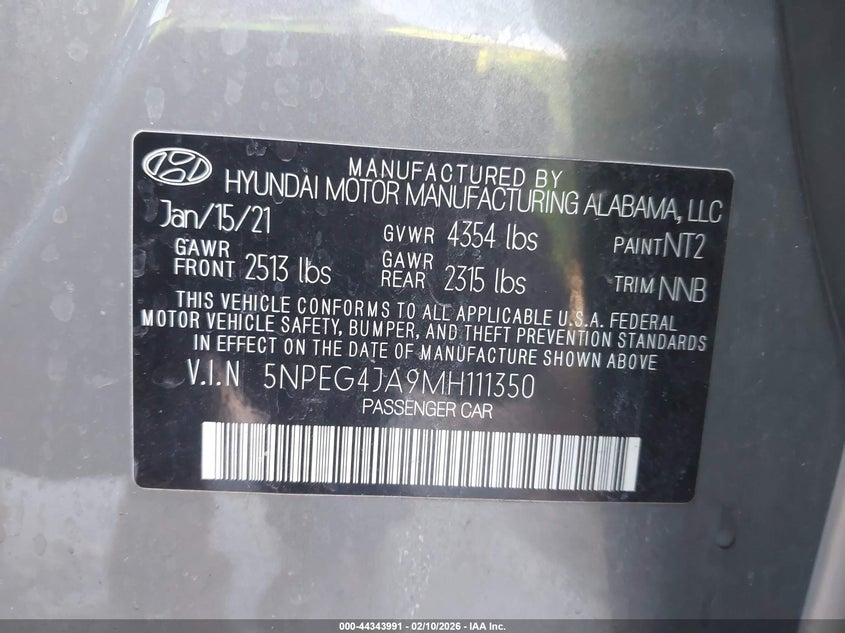 MANUFACTURED BY
HYUNDAI MOTOR MANUFACTURING ALABAMA, LLC
Jan/15/21 GVWR 4354 lbs PAINT NT2
GAWR FRONT 2513 lbs GAWR REAR 2315 lbs TRIM NNB
THIS VEHICLE CONFORMS TO ALL APPLICABLE U.S.A. FEDERAL
MOTOR VEHICLE SAFETY, BUMPER, AND THEFT PREVENTION STANDARDS
IN EFFECT ON THE DATE OF MANUFACTURE SHOWN ABOVE
V.I.N 5NPEG4JA9MH111350
PASSENGER CAR
000-44343991 - 02/10/2026 - IAA Inc.